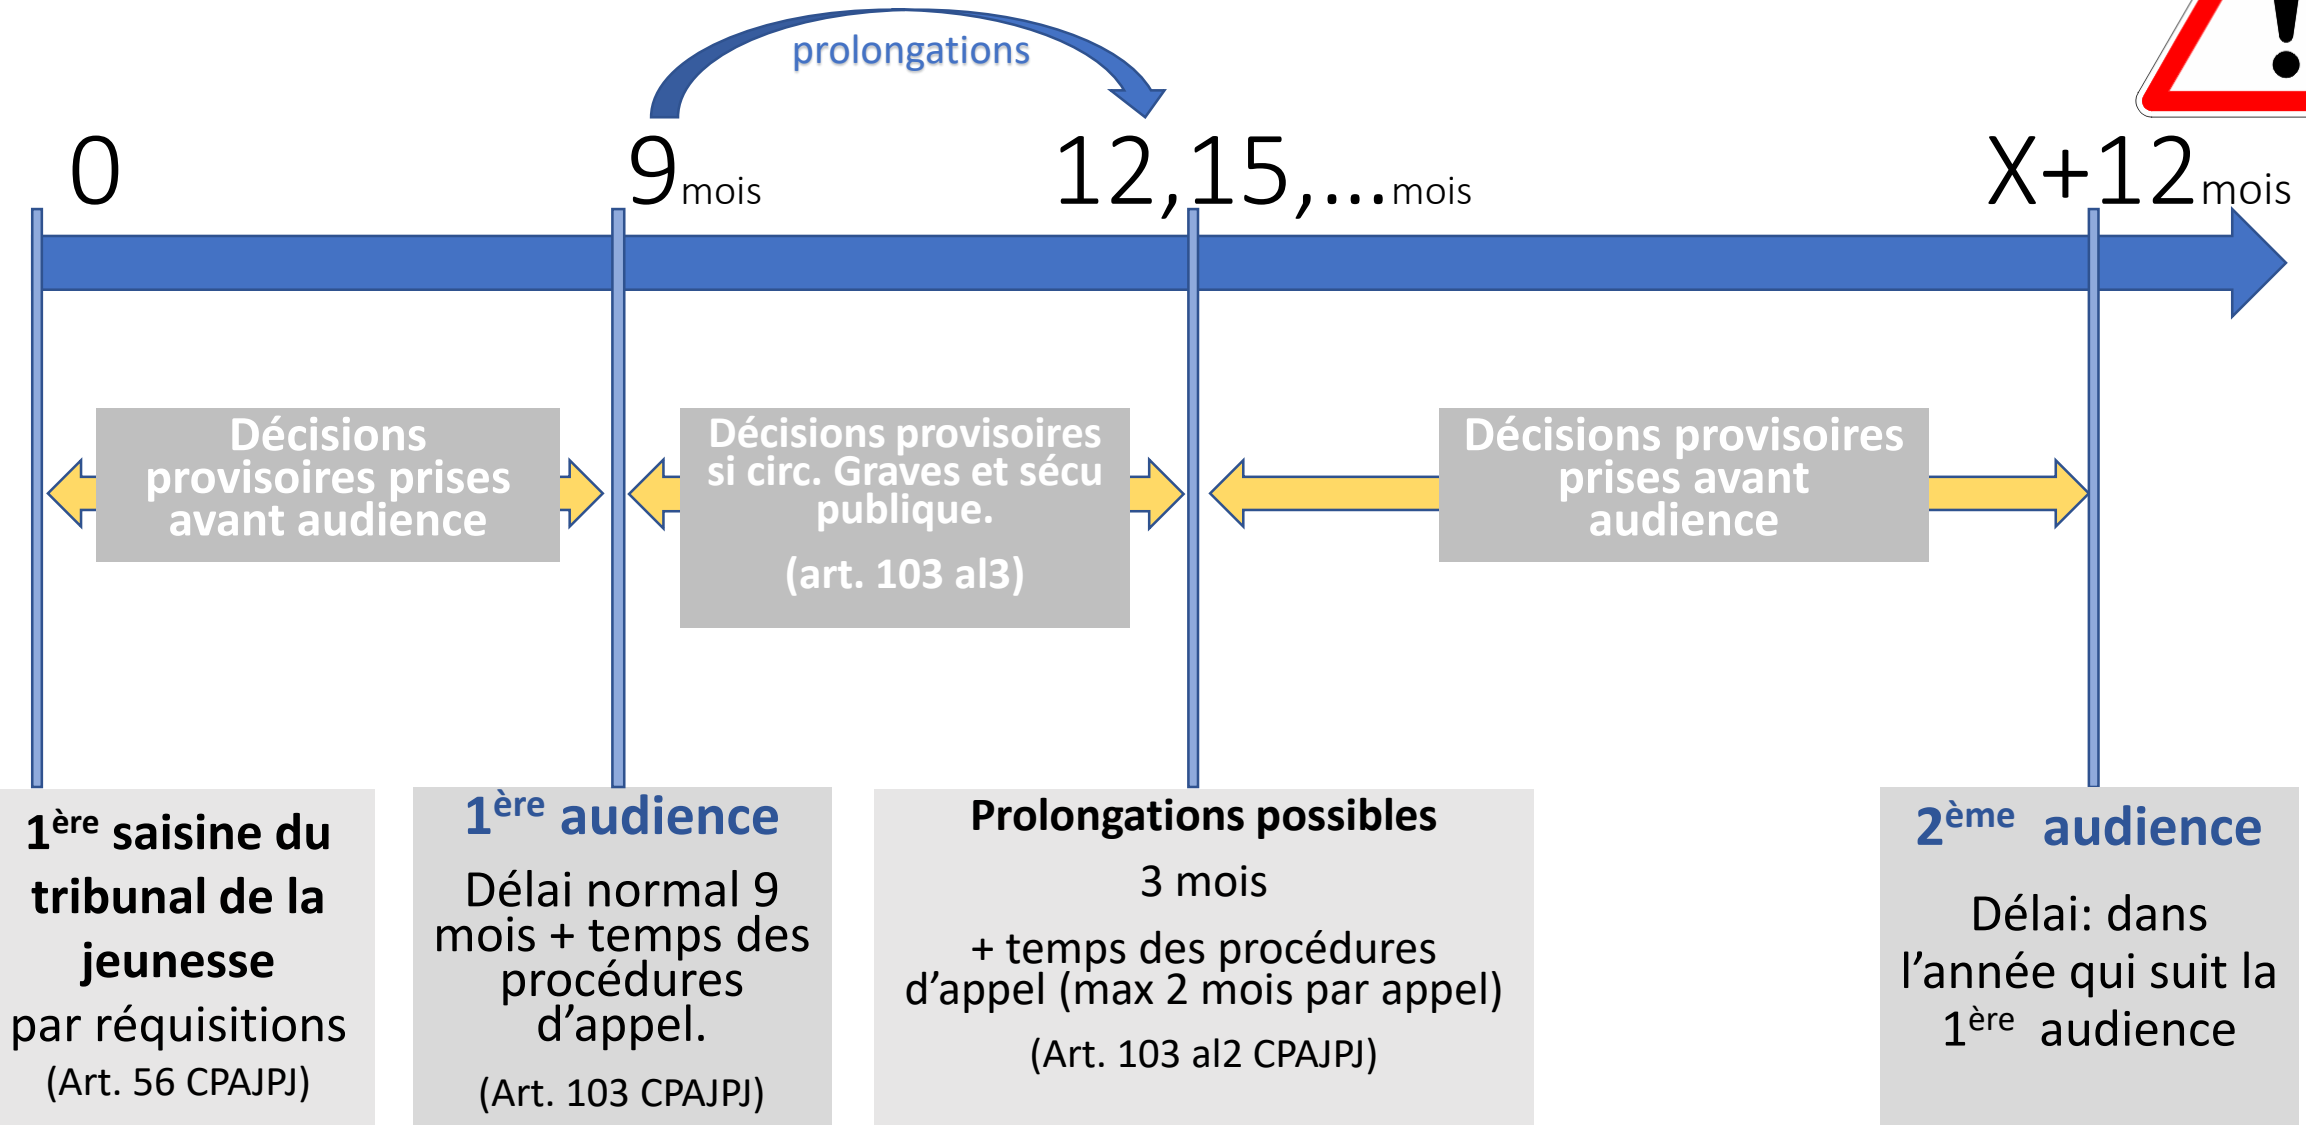 prolongations
0
9 mois
12,15,... mois
X+12 mois
Décisions
provisoires prises
avant audience
Décisions provisoires
si circ. Graves et sécu
publique.
(art. 103 al3)
Décisions provisoires
prises avant
audience
1ère saisine du
tribunal de la
jeunesse
par réquisitions
(Art. 56 CPAJPJ)
1ère audience
Délai normal 9
mois + temps des
procédures
d’appel.
(Art. 103 CPAJPJ)
Prolongations possibles
3 mois
+ temps des procédures
d’appel (max 2 mois par appel)
(Art. 103 al2 CPAJPJ)
2ème audience
Délai: dans
l’année qui suit la
1ère audience